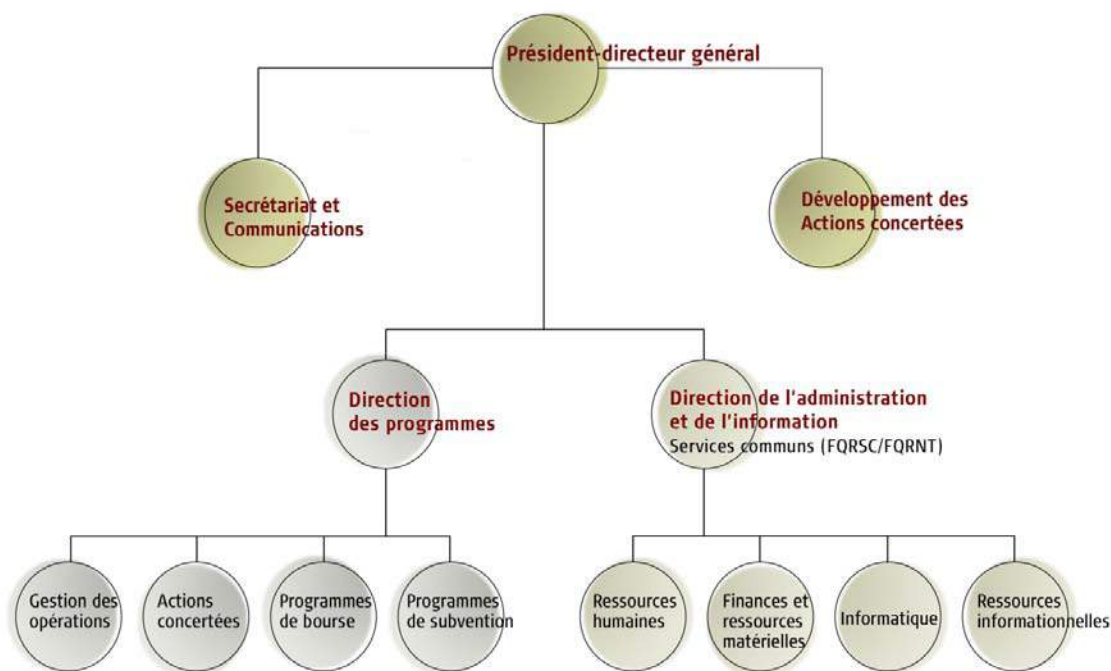 Président-directeur général
Secrétariat et
Communications
Développement des
Actions concertées
Direction
des programmes
Direction de l'administration
et de l'information
Services communs (FQRSC/FQRNT)
Gestion des
opérations
Actions
concertées
Programmes
de bourse
Programmes
de subvention
Ressources
humaines
Finances et
ressources
matérielles
Informatique
Ressources
informationnelles